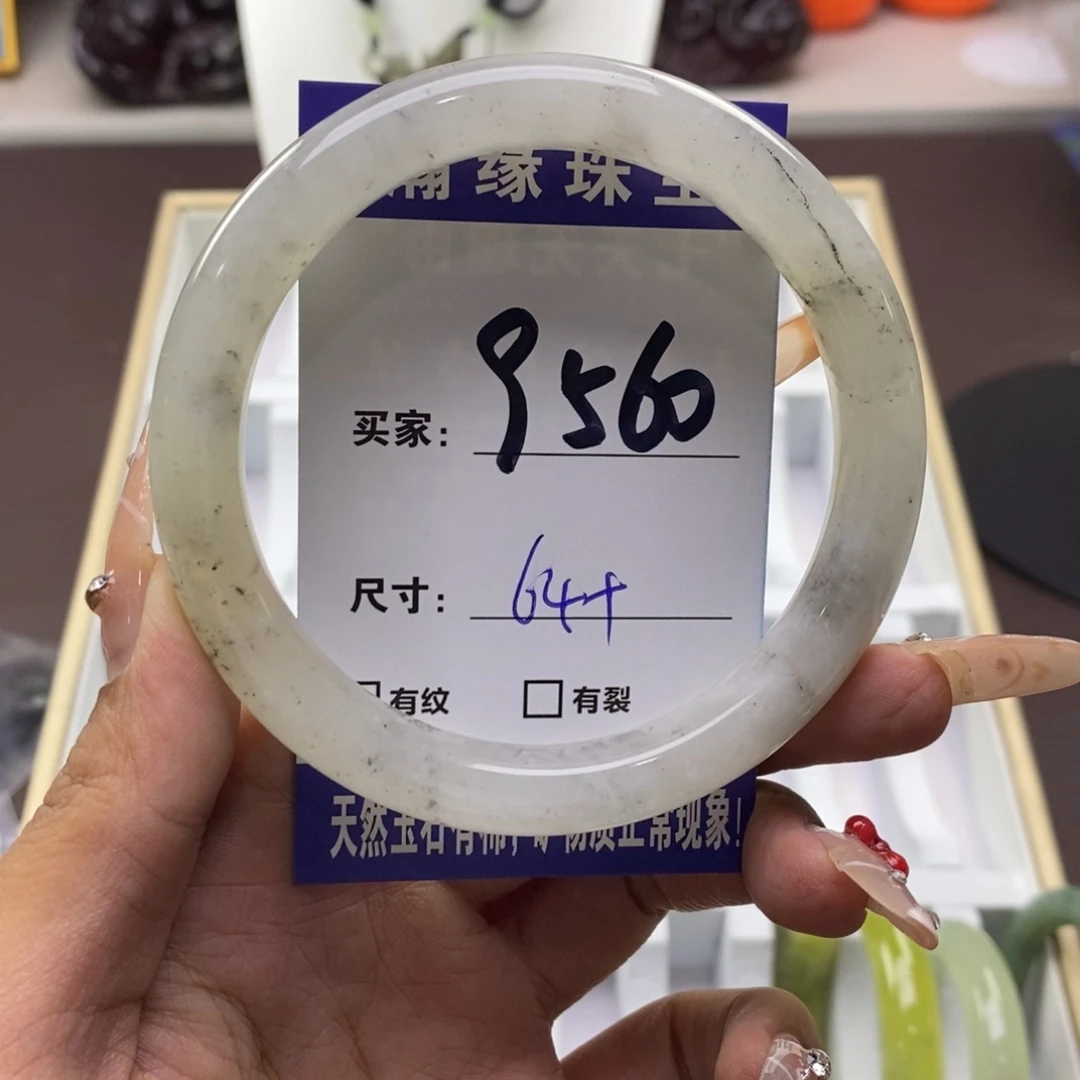 缘珠
买家: 9560
尺寸: 64+
有纹 □有裂
天然玉石有棉,矿物质正常现象!